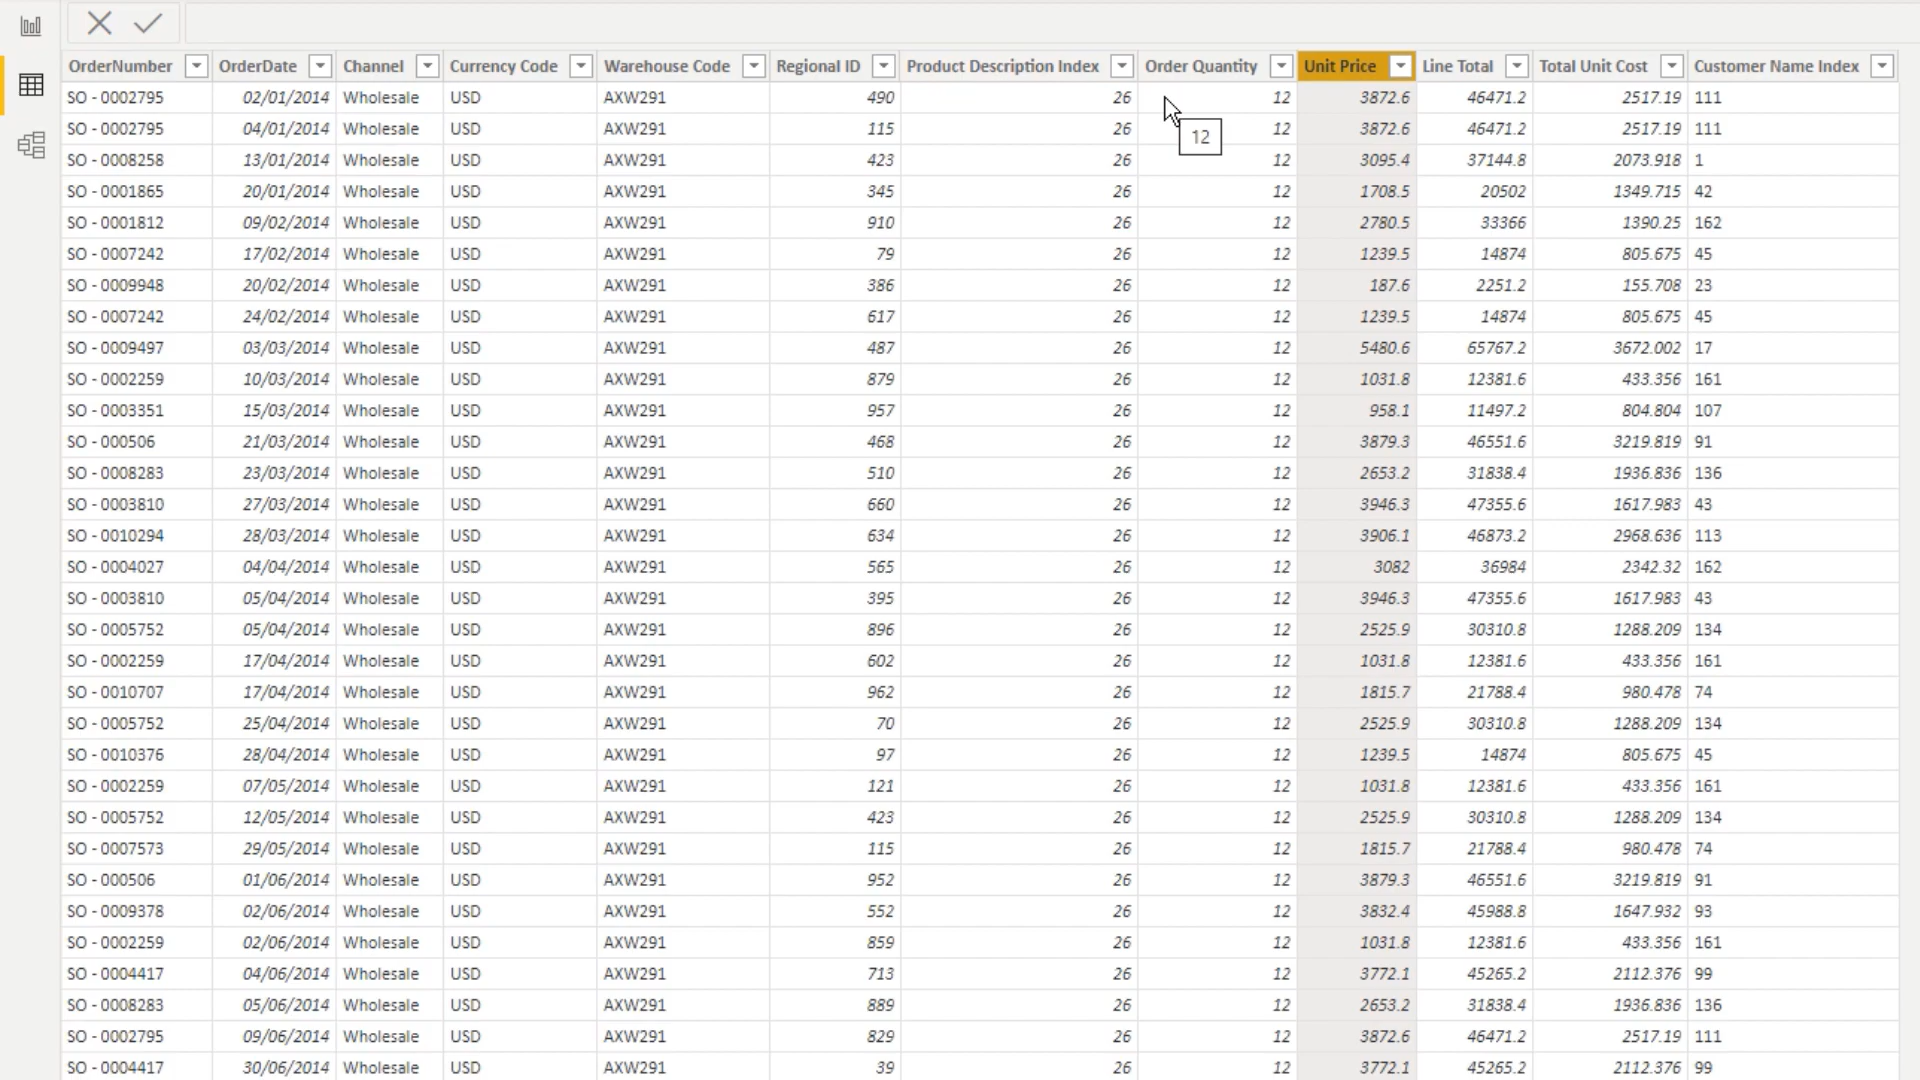 OrderNumber OrderDate Channel Currency Code Warehouse Code Regional ID Product Description Index Order Quantity Unit Price Line Total Total Unit Cost Customer Name Index
SO - 0002795 02/01/2014 Wholesale USD AXW291 490 26 12 3872.6 46471.2 2517.19 111
12
SO - 0002795 04/01/2014 Wholesale USD AXW291 115 26 12 3872.6 46471.2 2517.19 111
SO - 0008258 13/01/2014 Wholesale USD AXW291 423 26 12 3095.4 37144.8 2073.918 1
SO - 0001865 20/01/2014 Wholesale USD AXW291 345 26 12 1708.5 20502 1349.715 42
SO - 0001812 09/02/2014 Wholesale USD AXW291 910 26 12 2780.5 33366 1390.25 162
SO - 0007242 17/02/2014 Wholesale USD AXW291 79 26 12 1239.5 14874 805.675 45
SO - 0009948 20/02/2014 Wholesale USD AXW291 386 26 12 187.6 2251.2 155.708 23
SO - 0007242 24/02/2014 Wholesale USD AXW291 617 26 12 1239.5 14874 805.675 45
SO - 0009497 03/03/2014 Wholesale USD AXW291 487 26 12 5480.6 65767.2 3672.002 17
SO - 0002259 10/03/2014 Wholesale USD AXW291 879 26 12 1031.8 12381.6 433.356 161
SO - 0003351 15/03/2014 Wholesale USD AXW291 957 26 12 958.1 11497.2 804.804 107
SO - 000506 21/03/2014 Wholesale USD AXW291 468 26 12 3879.3 46551.6 3219.819 91
SO - 0008283 23/03/2014 Wholesale USD AXW291 510 26 12 2653.2 31838.4 1936.836 136
SO - 0003810 27/03/2014 Wholesale USD AXW291 660 26 12 3946.3 47355.6 1617.983 43
SO - 0010294 28/03/2014 Wholesale USD AXW291 634 26 12 3906.1 46873.2 2968.636 113
SO - 0004027 04/04/2014 Wholesale USD AXW291 565 26 12 3082 36984 2342.32 162
SO - 0003810 05/04/2014 Wholesale USD AXW291 395 26 12 3946.3 47355.6 1617.983 43
SO - 0005752 05/04/2014 Wholesale USD AXW291 896 26 12 2525.9 30310.8 1288.209 134
SO - 0002259 17/04/2014 Wholesale USD AXW291 602 26 12 1031.8 12381.6 433.356 161
SO - 0010707 17/04/2014 Wholesale USD AXW291 962 26 12 1815.7 21788.4 980.478 74
SO - 0005752 25/04/2014 Wholesale USD AXW291 70 26 12 2525.9 30310.8 1288.209 134
SO - 0010376 28/04/2014 Wholesale USD AXW291 97 26 12 1239.5 14874 805.675 45
SO - 0002259 07/05/2014 Wholesale USD AXW291 121 26 12 1031.8 12381.6 433.356 161
SO - 0005752 12/05/2014 Wholesale USD AXW291 423 26 12 2525.9 30310.8 1288.209 134
SO - 0007573 29/05/2014 Wholesale USD AXW291 115 26 12 1815.7 21788.4 980.478 74
SO - 000506 01/06/2014 Wholesale USD AXW291 952 26 12 3879.3 46551.6 3219.819 91
SO - 0009378 02/06/2014 Wholesale USD AXW291 552 26 12 3832.4 45988.8 1647.932 93
SO - 0002259 02/06/2014 Wholesale USD AXW291 859 26 12 1031.8 12381.6 433.356 161
SO - 0004417 04/06/2014 Wholesale USD AXW291 713 26 12 3772.1 45265.2 2112.376 99
SO - 0008283 05/06/2014 Wholesale USD AXW291 889 26 12 2653.2 31838.4 1936.836 136
SO - 0002795 09/06/2014 Wholesale USD AXW291 829 26 12 3872.6 46471.2 2517.19 111
SO - 0004417 30/06/2014 Wholesale USD AXW291 39 26 12 3772.1 45265.2 2112.376 99